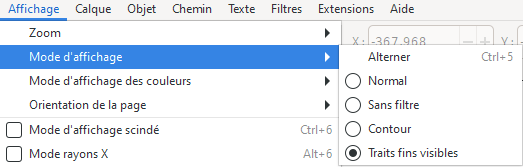 Affichage Calque Objet Chemin Texte Filtres Extensions Aide
Zoom
X: -367,968 Y:
Mode d'affichage
Alterner Ctrl+5
Mode d'affichage des couleurs
Normal
Orientation de la page
Sans filtre
Mode d'affichage scindé Ctrl+6
Contour
Mode rayons X Alt+6
Traits fins visibles